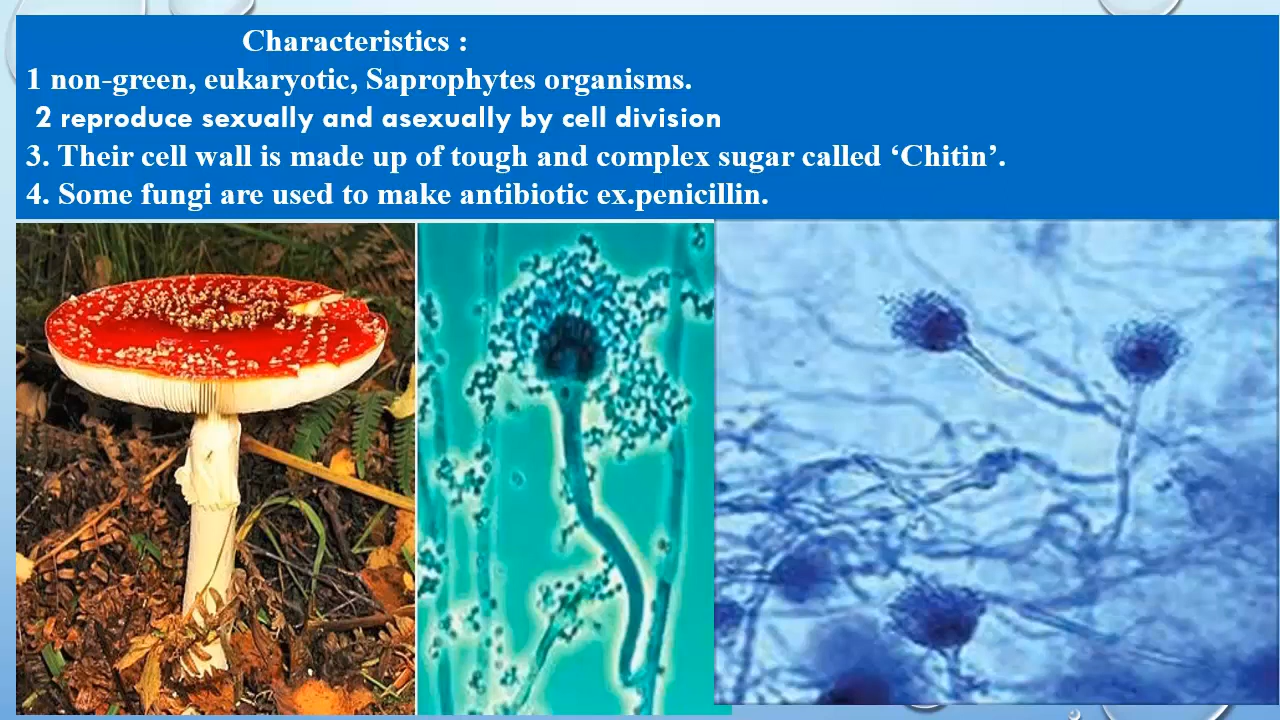 Characteristics :
1 non-green, eukaryotic, Saprophytes organisms.
2 reproduce sexually and asexually by cell division
3. Their cell wall is made up of tough and complex sugar called ‘Chitin’.
4. Some fungi are used to make antibiotic ex.penicillin.